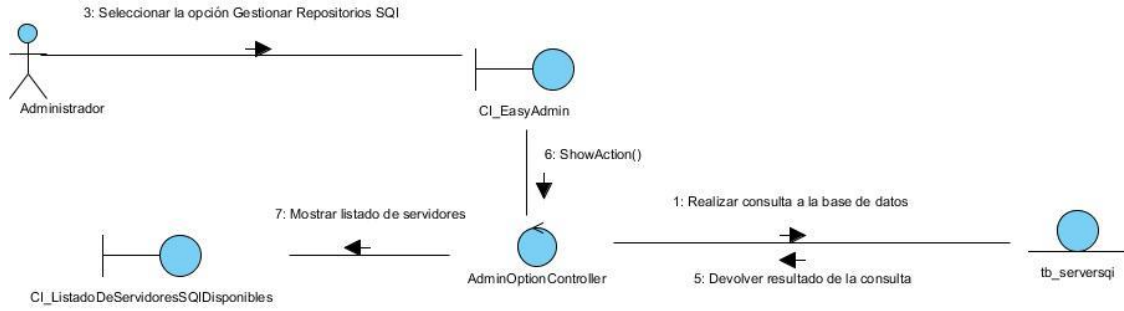 3: Seleccionar la opción Gestionar Repositorios SQI
Administrador
CI_EasyAdmin
6: ShowAction()
7: Mostrar listado de servidores
1: Realizar consulta a la base de datos
5: Devolver resultado de la consulta
AdminOptionController
tb_serversqi
CI_ListadoDeServidoresSQIDisponibles